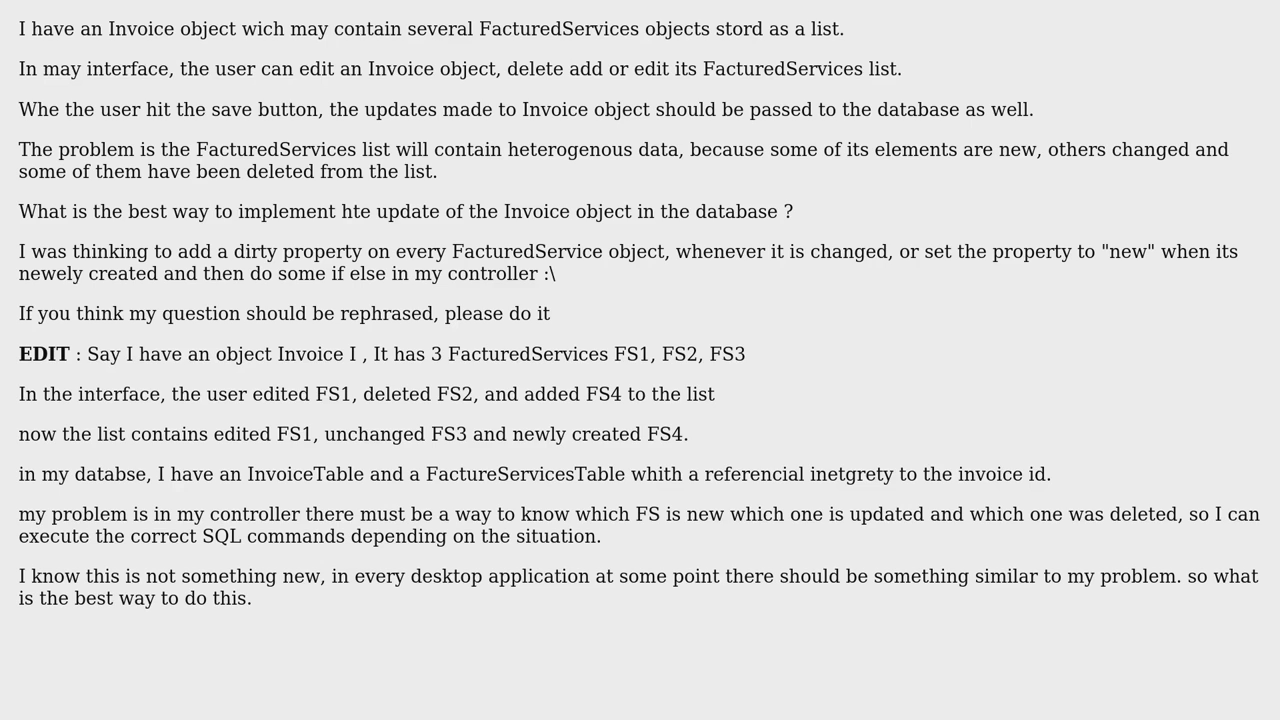 I have an Invoice object wich may contain several FacturedServices objects stord as a list.
In may interface, the user can edit an Invoice object, delete add or edit its FacturedServices list.
Whe the user hit the save button, the updates made to Invoice object should be passed to the database as well.
The problem is the FacturedServices list will contain heterogenous data, because some of its elements are new, others changed and
some of them have been deleted from the list.
What is the best way to implement hte update of the Invoice object in the database ?
I was thinking to add a dirty property on every FacturedService object, whenever it is changed, or set the property to "new" when its
newely created and then do some if else in my controller :\
If you think my question should be rephrased, please do it
EDIT : Say I have an object Invoice I , It has 3 FacturedServices FS1, FS2, FS3
In the interface, the user edited FS1, deleted FS2, and added FS4 to the list
now the list contains edited FS1, unchanged FS3 and newly created FS4.
in my databse, I have an InvoiceTable and a FactureServicesTable whith a referencial inetgrety to the invoice id.
my problem is in my controller there must be a way to know which FS is new which one is updated and which one was deleted, so I can
execute the correct SQL commands depending on the situation.
I know this is not something new, in every desktop application at some point there should be something similar to my problem. so what
is the best way to do this.